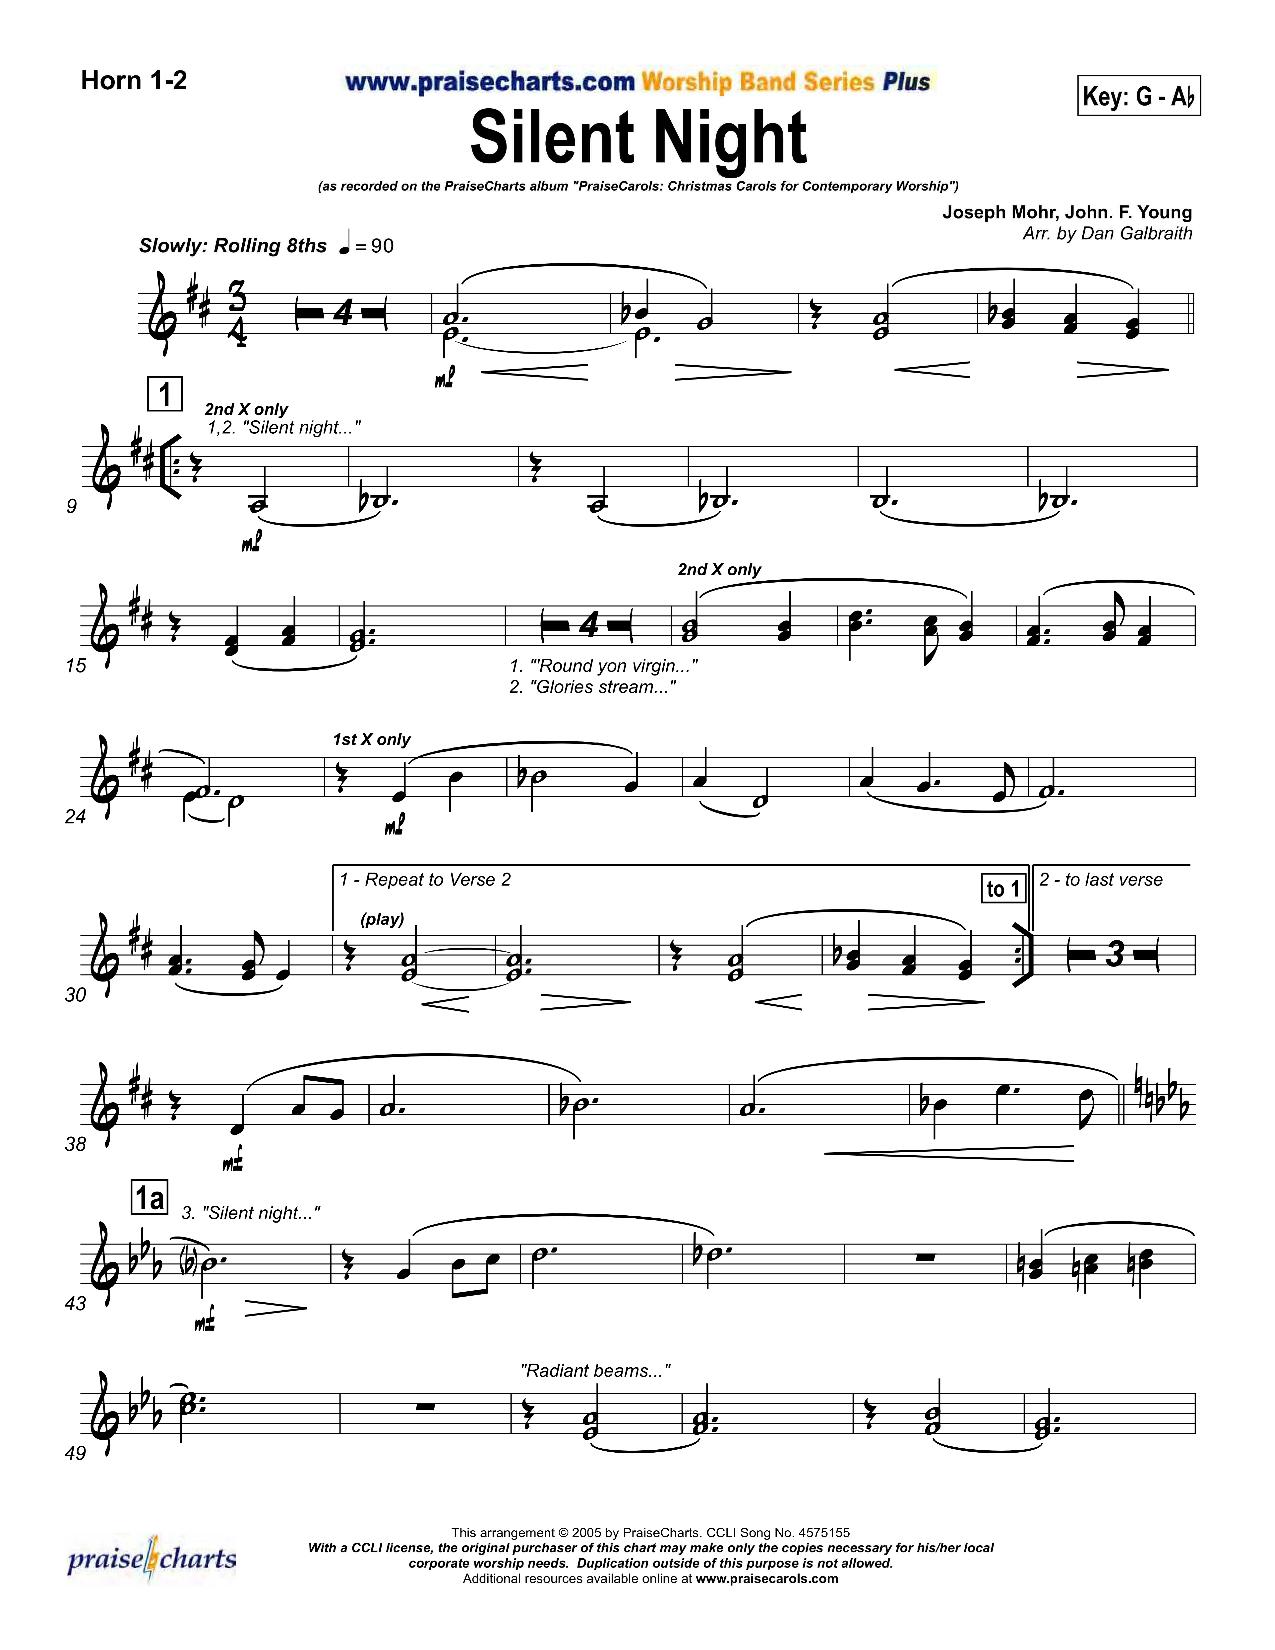 Horn 1-2
www.praisecharts.com Worship Band Series Plus
Key: G - A♭
Silent Night
(as recorded on the PraiseCharts album "PraiseCarols: Christmas Carols for Contemporary Worship")
Joseph Mohr, John. F. Young
Arr. by Dan Galbraith
Slowly: Rolling 8ths ♩ = 90
3
4
4
mf
1
2nd X only
1,2. "Silent night..."
9
mf
2nd X only
4
15
1. "'Round yon virgin..."
2. "Glories stream..."
1st X only
24
mf
1 - Repeat to Verse 2
to 1
2 - to last verse
(play)
3
30
38
mf
1a
3. "Silent night..."
43
mf
"Radiant beams..."
49
This arrangement © 2005 by PraiseCharts. CCLI Song No. 4575155
With a CCLI license, the original purchaser of this chart may make only the copies necessary for his/her local
corporate worship needs. Duplication outside of this purpose is not allowed.
Additional resources available online at www.praisecarols.com
praise charts